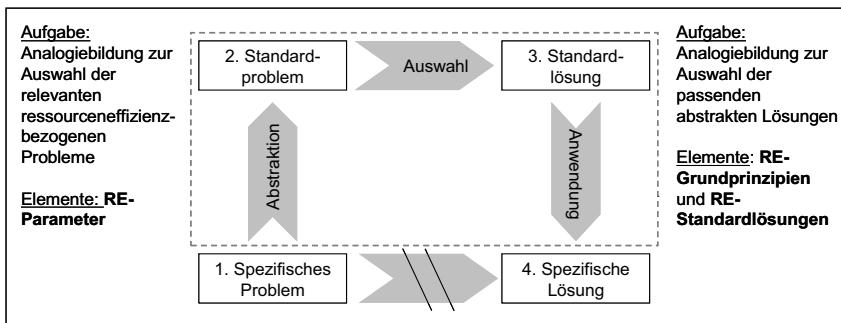 Aufgabe:
Analogiebildung zur
Auswahl der
relevanten
ressourceneffizienz-
bezogenen
Probleme
Elemente: RE-
Parameter
2. Standard-
problem
Auswahl
3. Standard-
lösung
Abstraktion
Anwendung
1. Spezifisches
Problem
4. Spezifische
Lösung
Aufgabe:
Analogiebildung zur
Auswahl der
passenden
abstrakten Lösungen
Elemente: RE-
Grundprinzipien
und RE-
Standardlösungen